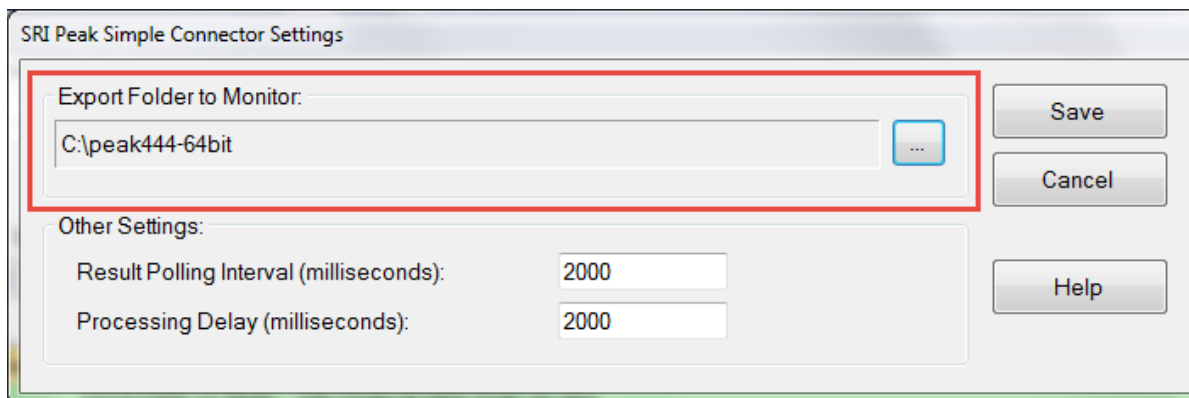 SRI Peak Simple Connector Settings
Export Folder to Monitor:
C:\peak444-64bit
...
Save
Cancel
Other Settings:
Result Polling Interval (milliseconds):
2000
Processing Delay (milliseconds):
2000
Help